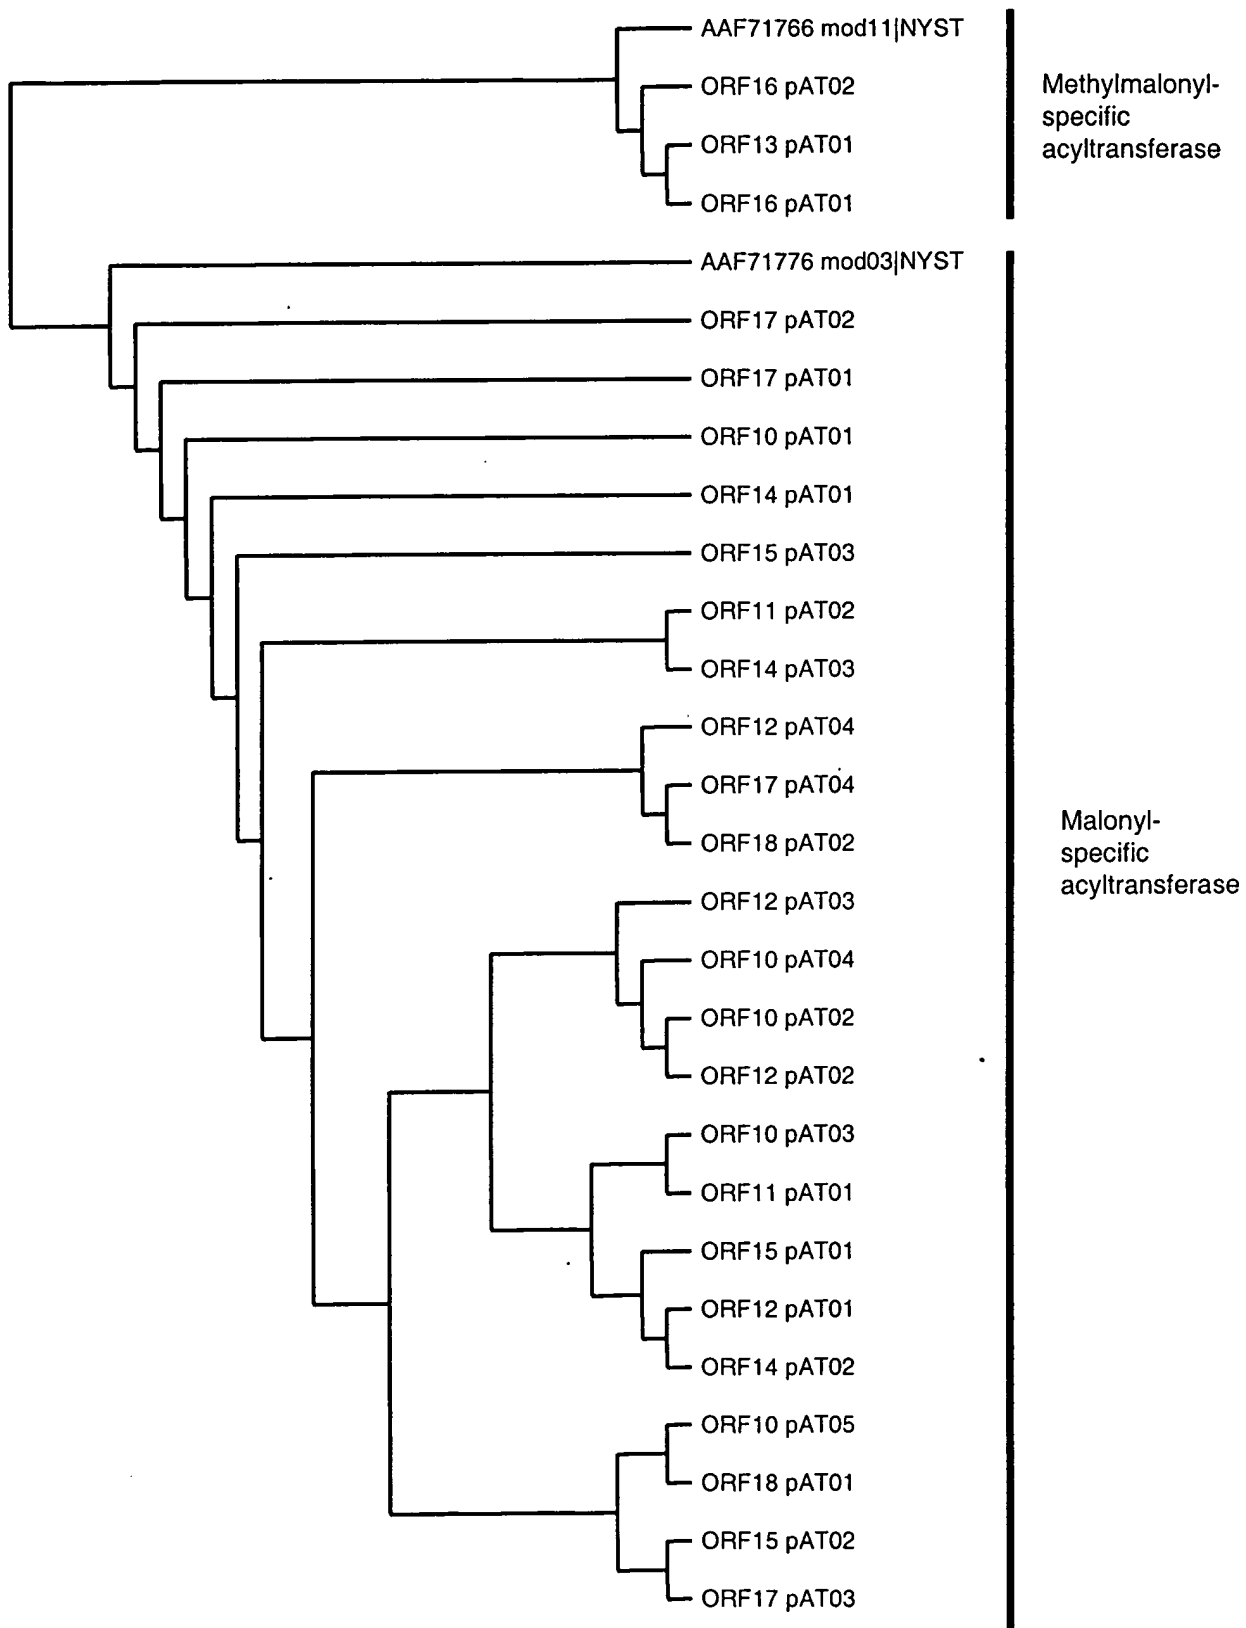 AAF71766 mod11|NYST
ORF16 pAT02
ORF13 pAT01
ORF16 pAT01
Methylmalonyl-
specific
acyltransferase
AAF71776 mod03|NYST
ORF17 pAT02
ORF17 pAT01
ORF10 pAT01
ORF14 pAT01
ORF15 pAT03
ORF11 pAT02
ORF14 pAT03
ORF12 pAT04
ORF17 pAT04
ORF18 pAT02
ORF12 pAT03
ORF10 pAT04
ORF10 pAT02
ORF12 pAT02
ORF10 pAT03
ORF11 pAT01
ORF15 pAT01
ORF12 pAT01
ORF14 pAT02
ORF10 pAT05
ORF18 pAT01
ORF15 pAT02
ORF17 pAT03
Malonyl-
specific
acyltransferase